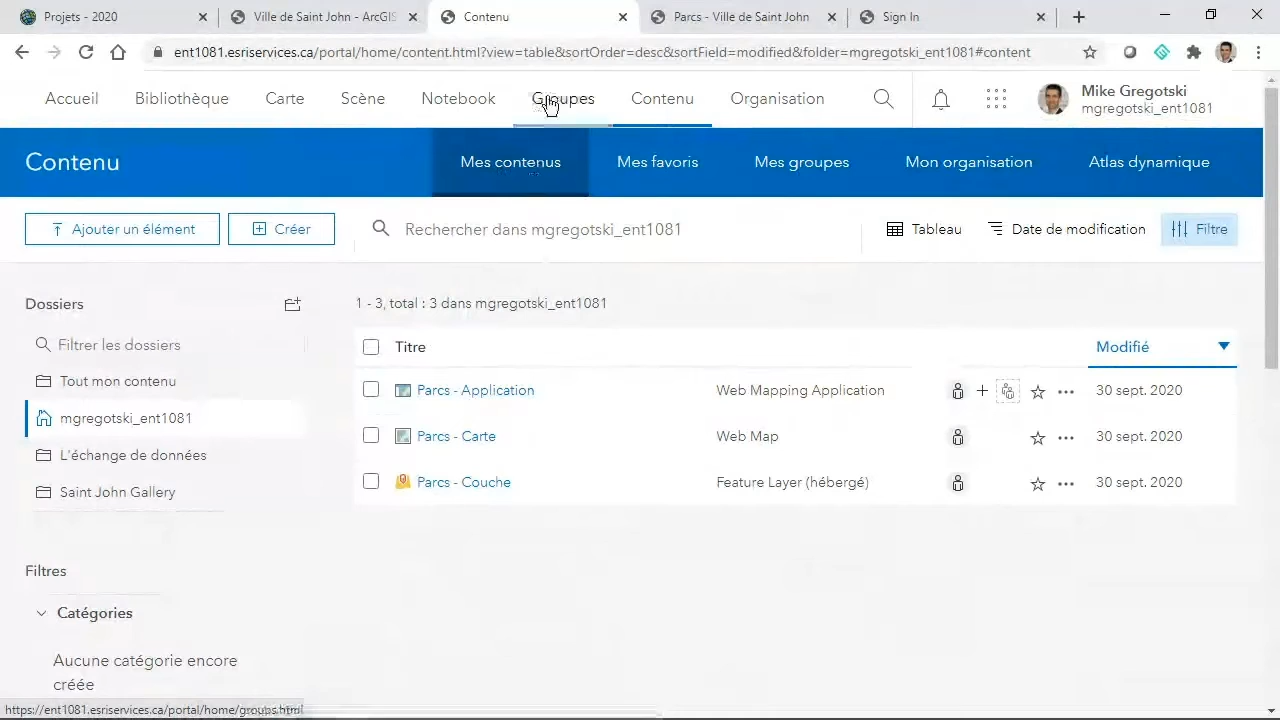 Projets - 2020
Ville de Saint John - ArcGIS
Contenu
Parcs - Ville de Saint John
Sign In
ent1081.esriservices.ca/portal/home/content.html?view=table&sortOrder=desc&sortField=modified&folder=mgregotski_ent1081#content
Accueil Bibliothèque Carte Scène Notebook Groupes Contenu Organisation
Mike Gregotski
mgregotski_ent1081
Contenu
Mes contenus Mes favoris Mes groupes Mon organisation Atlas dynamique
Ajouter un élément Créer Rechercher dans mgregotski_ent1081 Tableau Date de modification Filtre
Dossiers
1 - 3, total : 3 dans mgregotski_ent1081
Filtrer les dossiers
Titre Modifié
Tout mon contenu
Parcs - Application Web Mapping Application 30 sept. 2020
mgregotski_ent1081
Parcs - Carte Web Map 30 sept. 2020
L'échange de données
Parcs - Couche Feature Layer (hébergé) 30 sept. 2020
Saint John Gallery
Filtres
Catégories
Aucune catégorie encore
créée
https://ent1081.esriservices.ca/portal/home/groups.html